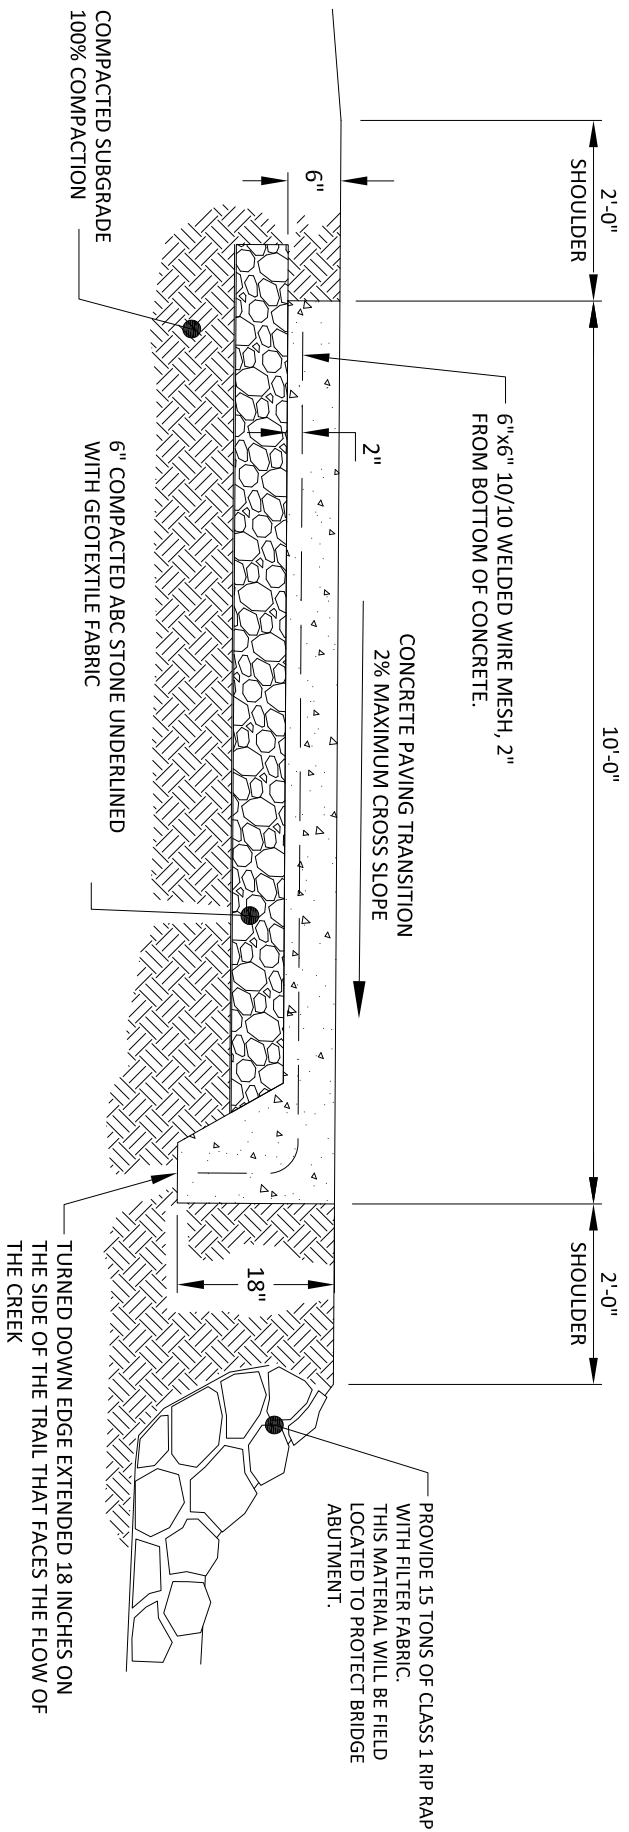 2'-0"
SHOULDER
10'-0"
2'-0"
SHOULDER
6"x6" 10/10 WELDED WIRE MESH, 2"
FROM BOTTOM OF CONCRETE.
CONCRETE PAVING TRANSITION
2% MAXIMUM CROSS SLOPE
PROVIDE 15 TONS OF CLASS 1 RIP RAP
WITH FILTER FABRIC.
THIS MATERIAL WILL BE FIELD
LOCATED TO PROTECT BRIDGE
ABUTMENT.
6"
2"
18"
COMPACTED SUBGRADE
100% COMPACTION
6" COMPACTED ABC STONE UNDERLINED
WITH GEOTEXTILE FABRIC
TURNED DOWN EDGE EXTENDED 18 INCHES ON
THE SIDE OF THE TRAIL THAT FACES THE FLOW OF
THE CREEK